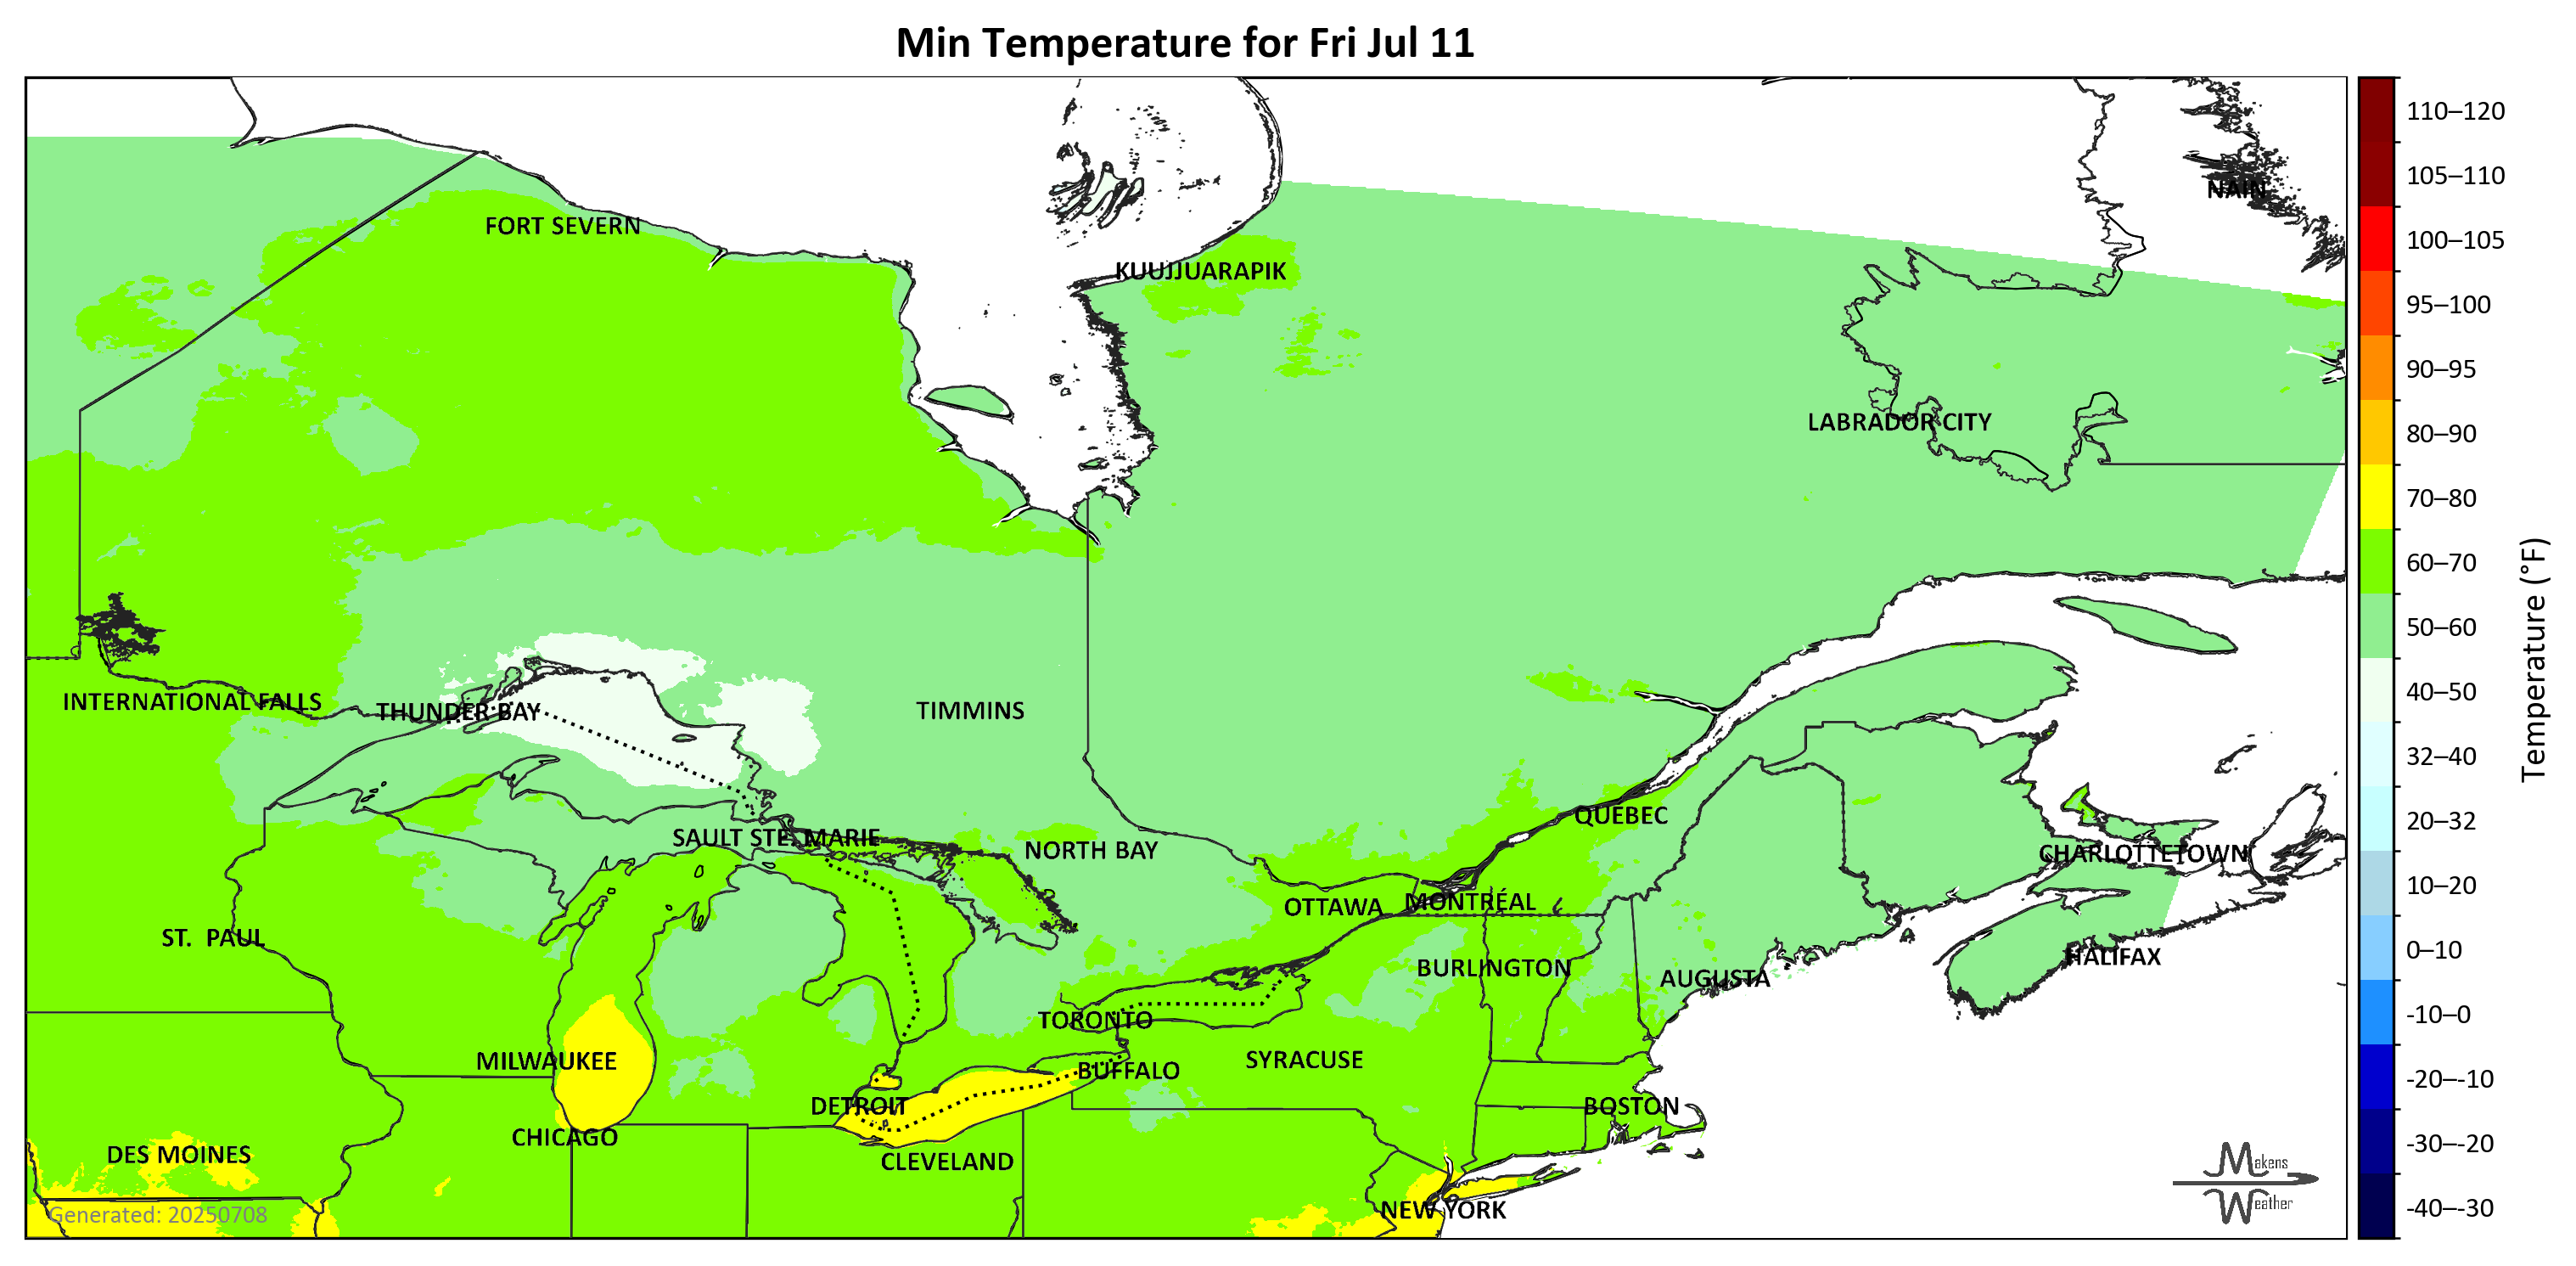 Min Temperature for Fri Jul 11
NAIN
FORT SEVERN
KUUJJUARAPIK
LABRADOR CITY
INTERNATIONAL FALLS
THUNDER BAY
TIMMINS
QUÉBEC
SAULT STE. MARIE
NORTH BAY
CHARLOTTETOWN
OTTAWA
MONTRÉAL
ST. PAUL
HALIFAX
BURLINGTON
AUGUSTA
TORONTO
MILWAUKEE
SYRACUSE
BUFFALO
DETROIT
BOSTON
CHICAGO
DES MOINES
CLEVELAND
NEW YORK
Generated: 20250708
Makens
Weather
110–120
105–110
100–105
95–100
90–95
80–90
70–80
60–70
50–60
40–50
32–40
20–32
10–20
0–10
-10–0
-20–-10
-30–-20
-40–-30
Temperature (°F)